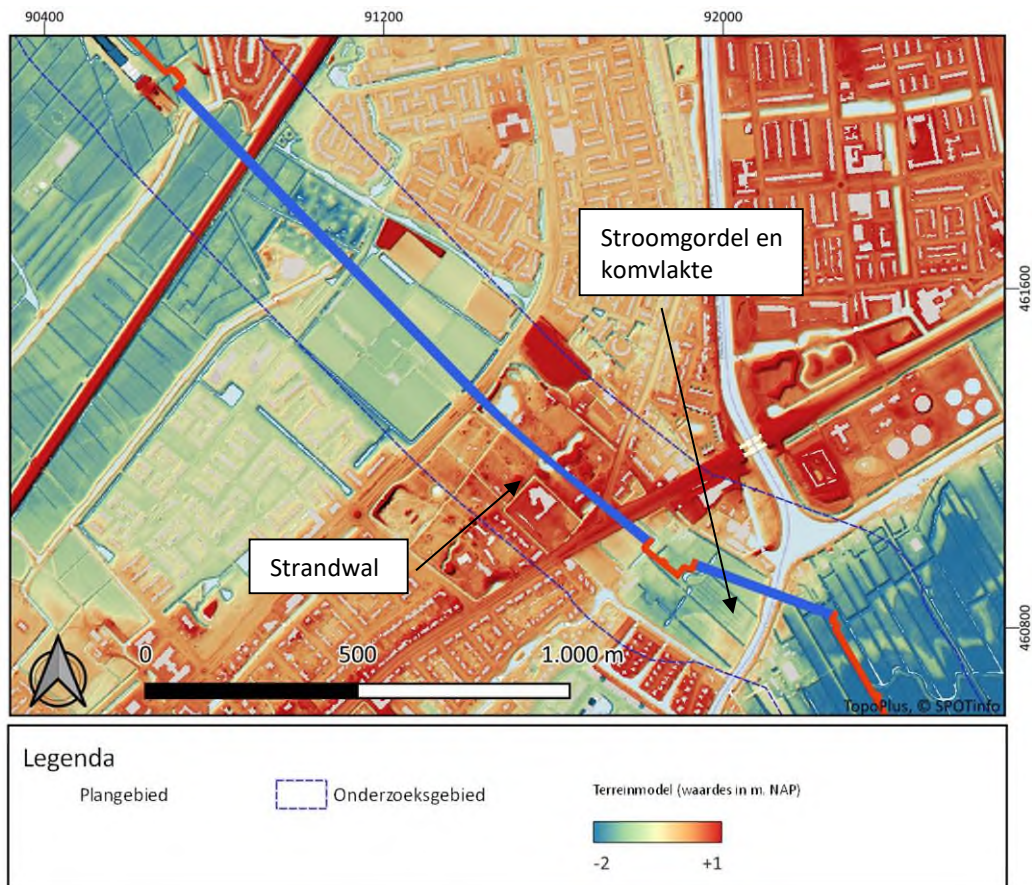 90400
91200
92000
Stroomgordel en
komvlakte
461600
Strandwal
460800
0
500
1.000 m
TopoPlus, © SPOTinfo
Legenda
Plangebied
Onderzoeksgebied
Terreinmodel (waardes in m. NAP)
-2
+1